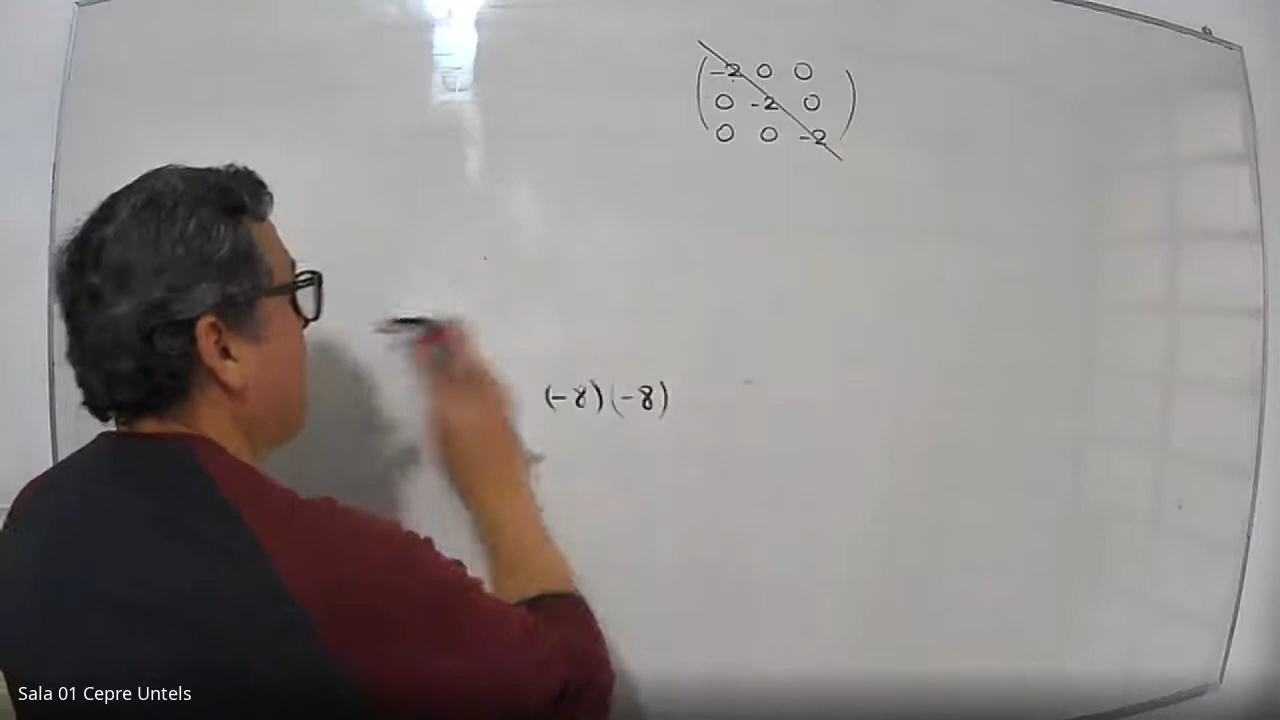 -2 0 0
0 -2 0
0 0 -2
(-8)(-8)
Sala 01 Cepre Untels